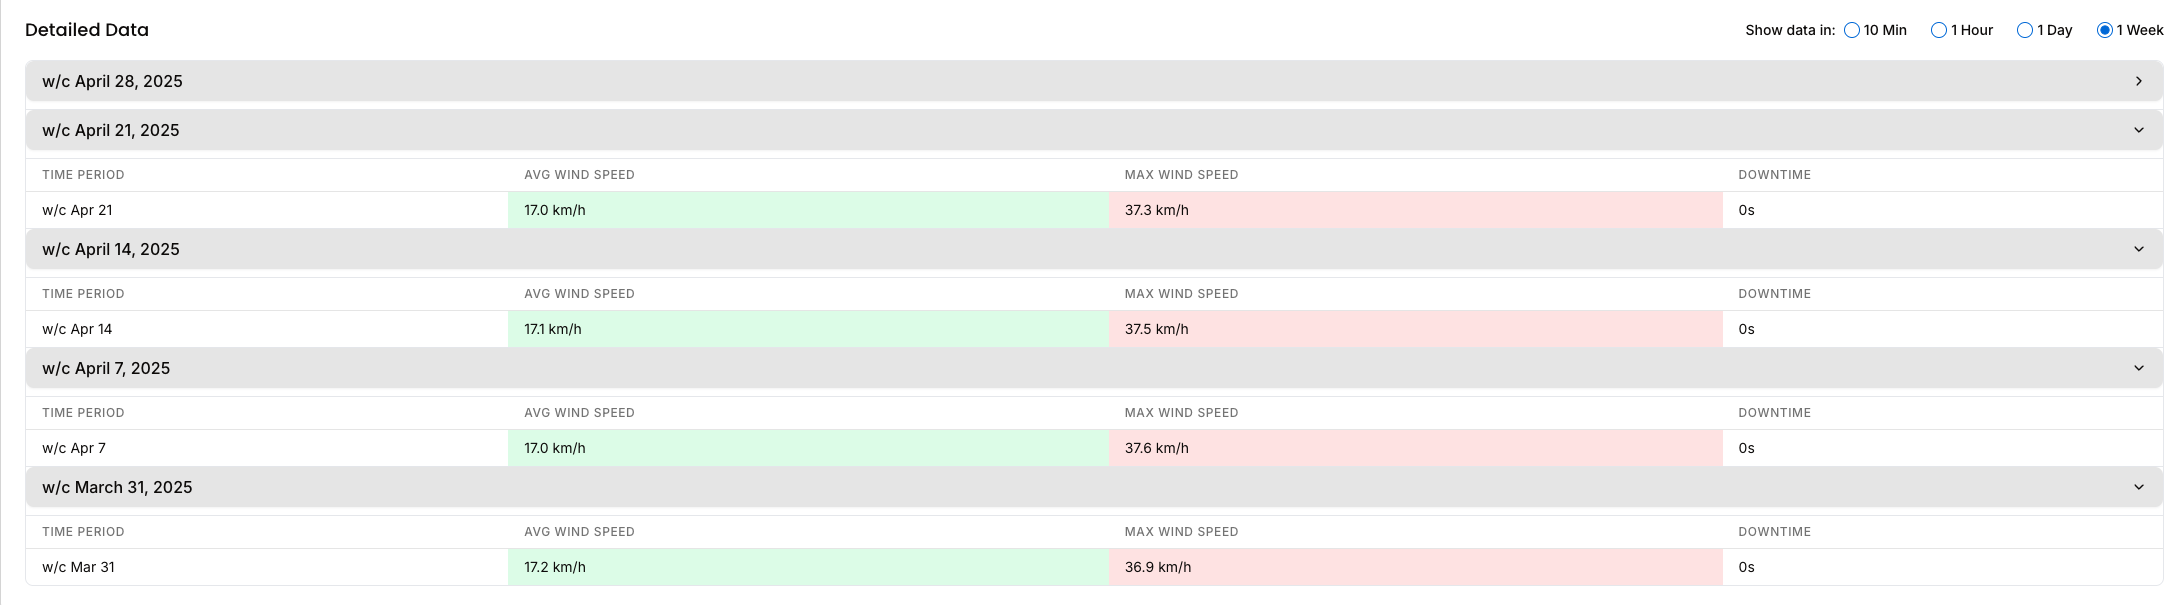 Detailed Data
Show data in: 10 Min 1 Hour 1 Day 1 Week
w/c April 28, 2025
w/c April 21, 2025
TIME PERIOD AVG WIND SPEED MAX WIND SPEED DOWNTIME
w/c Apr 21 17.0 km/h 37.3 km/h 0s
w/c April 14, 2025
TIME PERIOD AVG WIND SPEED MAX WIND SPEED DOWNTIME
w/c Apr 14 17.1 km/h 37.5 km/h 0s
w/c April 7, 2025
TIME PERIOD AVG WIND SPEED MAX WIND SPEED DOWNTIME
w/c Apr 7 17.0 km/h 37.6 km/h 0s
w/c March 31, 2025
TIME PERIOD AVG WIND SPEED MAX WIND SPEED DOWNTIME
w/c Mar 31 17.2 km/h 36.9 km/h 0s